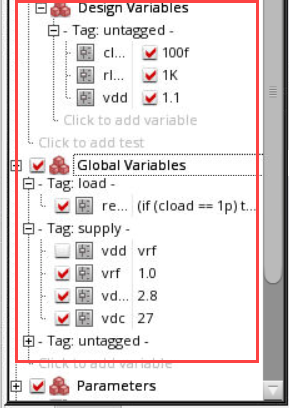 Design Variables
- Tag: untagged -
cl... 100f
rl... 1K
vdd 1.1
Click to add variable
Click to add test
Global Variables
- Tag: load -
re... (if (cload == 1p) t...
- Tag: supply -
vdd vrf
vrf 1.0
vd... 2.8
vdc 27
- Tag: untagged -
Click to add variable
Parameters